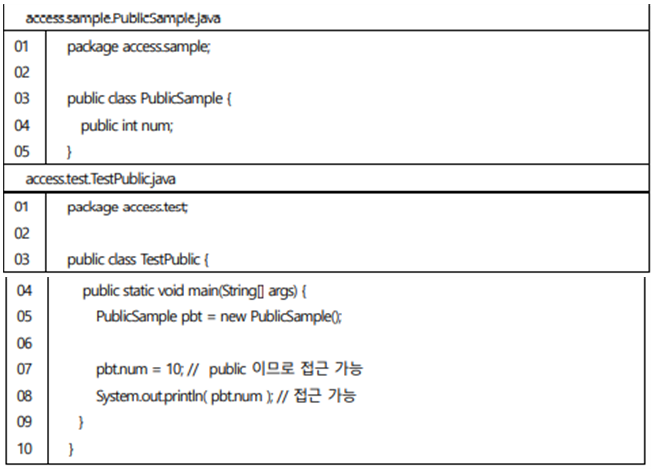 access.sample.PublicSample.java
01 package access.sample;
02
03 public class PublicSample {
04 public int num;
05 }
access.test.TestPublic.java
01 package access.test;
02
03 public class TestPublic {
04 public static void main(String[] args) {
05 PublicSample pbt = new PublicSample();
06
07 pbt.num = 10; // public 이므로 접근 가능
08 System.out.println( pbt.num ); // 접근 가능
09 }
10 }